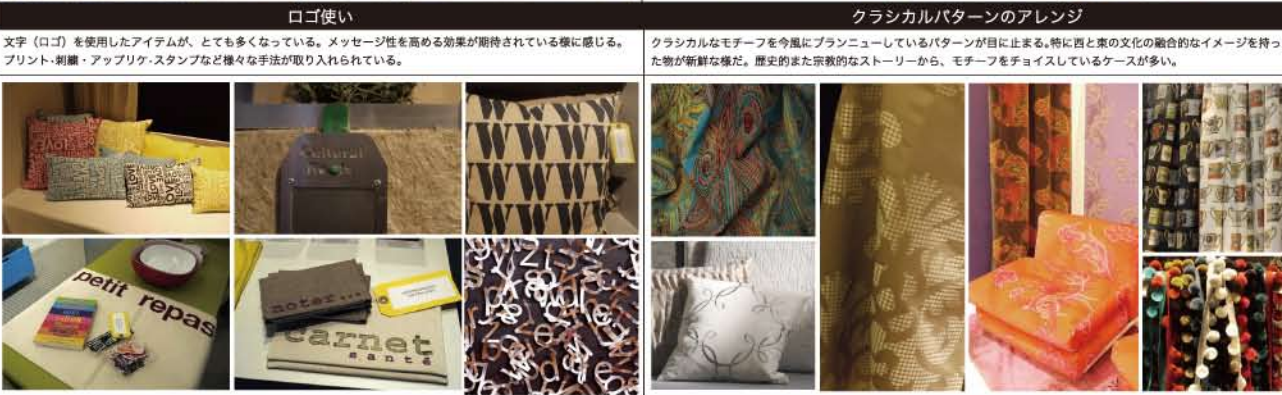 ロゴ使い
文字（ロゴ）を使用したアイテムが、とても多くなっている。メッセージ性を高める効果が期待されている様に感じる。
プリント・刺繍・アップリケ・スタンプなど様々な手法が取り入れられている。
petit repas
noter
carnet
santé
クラシカルパターンのアレンジ
クラシカルなモチーフを今風にブランニューしているパターンが目に止まる。特に西と東の文化の融合的なイメージを持っ
た物が新鮮な様だ。歴史的また宗教的なストーリーから、モチーフをチョイスしているケースが多い。